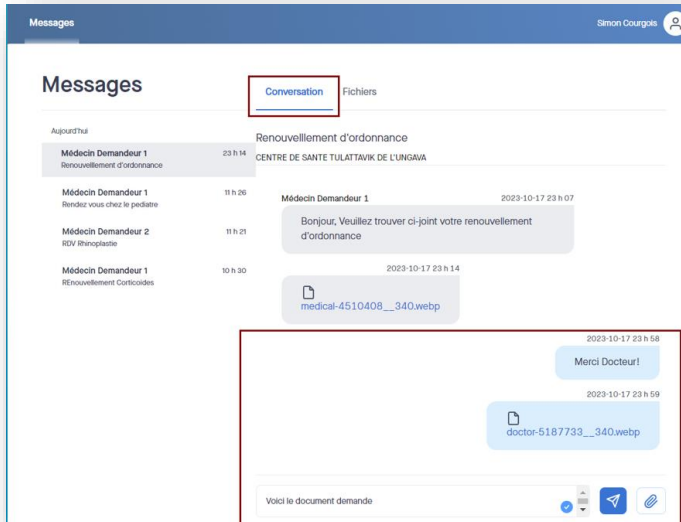 Messages
Simon Courgois
Messages
Conversation
Fichiers
Aujourd'hui
Médecin Demandeur 1 23 h 14
Renouvelllement d'ordonnance
Médecin Demandeur 1 11 h 26
Rendez vous chez le pediatre
Médecin Demandeur 2 11 h 21
RDV Rhinoplastie
Médecin Demandeur 1 10 h 30
REnouvellement Corticoides
Renouvelllement d'ordonnance
CENTRE DE SANTE TULATTAVIK DE L'UNGAVA
Médecin Demandeur 1 2023-10-17 23 h 07
Bonjour, Veuillez trouver ci-joint votre renouvellement
d'ordonnance
2023-10-17 23 h 14
medical-4510408__340.webp
2023-10-17 23 h 58
Merci Docteur!
2023-10-17 23 h 59
doctor-5187733__340.webp
Voici le document demande